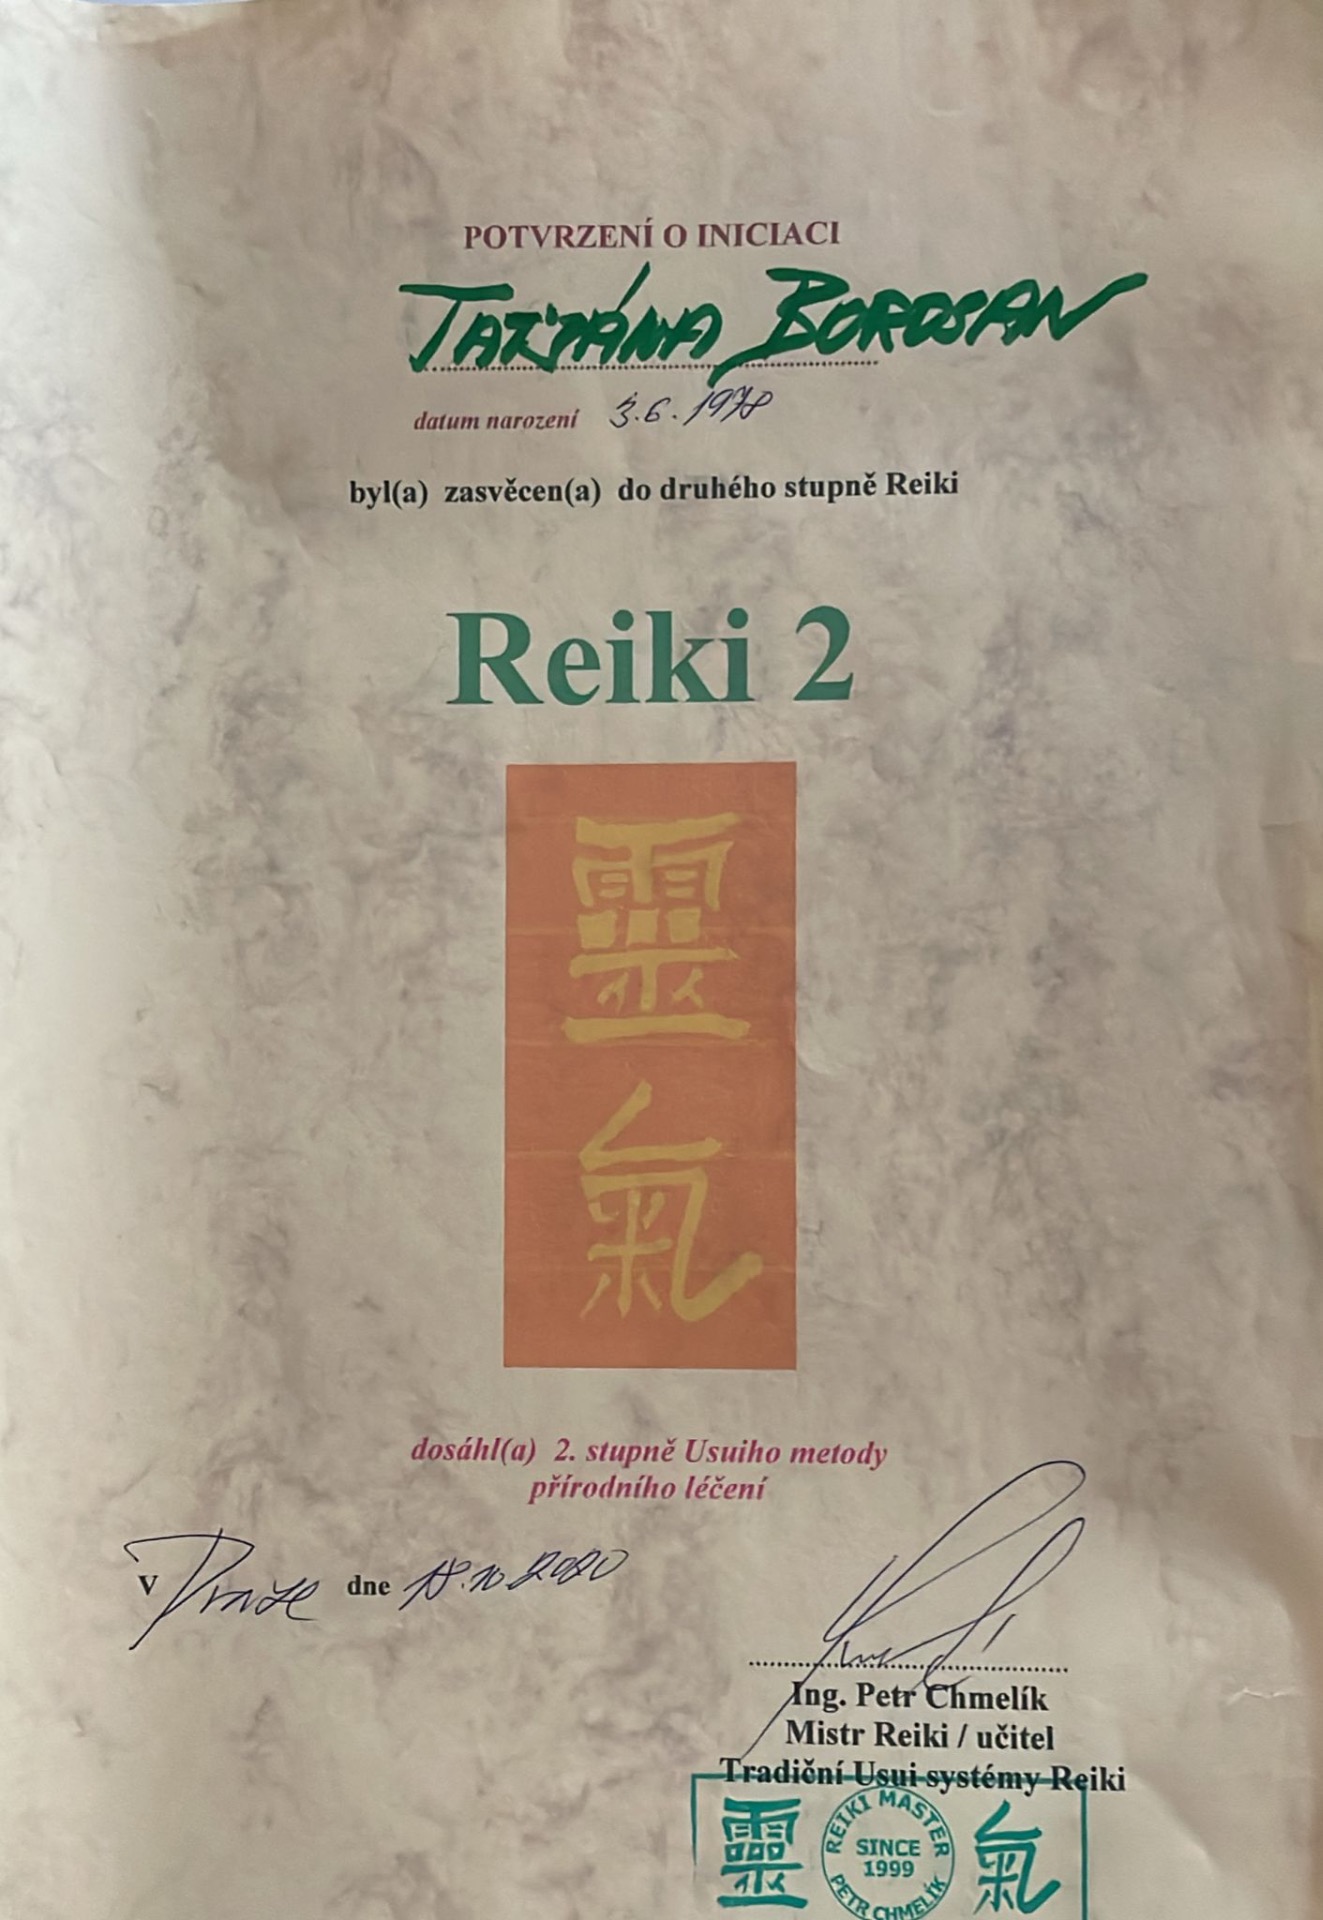 POTVRZENÍ O INICIACI
TAŤJÁNA BOROSAN
datum narození 3.6.1978
byl(a) zasvěcen(a) do druhého stupně Reiki
Reiki 2
靈
氣
dosáhl(a) 2. stupně Usuiho metody
přírodního léčení
v Praze dne 18.10.2020
Ing. Petr Chmelík
Mistr Reiki / učitel
Tradiční Usui systémy Reiki
靈 REIKI MASTER SINCE 1999 PETR CHMELÍK 氣